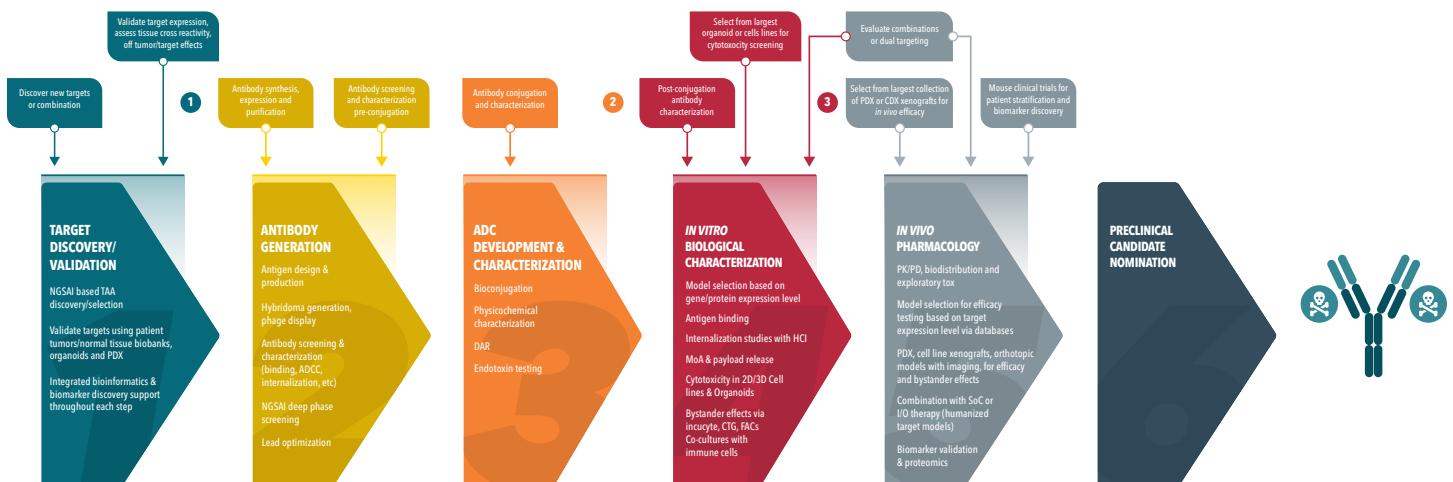 Validate target expression,
assess tissue cross reactivity,
off tumor/target effects
Discover new targets
or combination
1
Antibody synthesis,
expression and
purification
Antibody screening
and characterization
pre-conjugation
Antibody conjugation
and characterization
2
Select from largest
organoid or cells lines for
cytotoxocity screening
Post-conjugation
antibody
characterization
3
Evaluate combinations
or dual targeting
Select from largest collection
of PDX or CDX xenografts for
in vivo efficacy
Mouse clinical trials for
patient stratification and
biomarker discovery
TARGET
DISCOVERY/
VALIDATION
NGSAI based TAA
discovery/selection
Validate targets using patient
tumors/normal tissue biobanks,
organoids and PDX
Integrated bioinformatics &
biomarker discovery support
throughout each step
1
ANTIBODY
GENERATION
Antigen design &
production
Hybridoma generation,
phage display
Antibody screening &
characterization
(binding, ADCC,
internalization, etc)
NGSAI deep phase
screening
Lead optimization
2
ADC
DEVELOPMENT &
CHARACTERIZATION
Bioconjugation
Physicochemical
characterization
DAR
Endotoxin testing
3
IN VITRO
BIOLOGICAL
CHARACTERIZATION
Model selection based on
gene/protein expression level
Antigen binding
Internalization studies with HCI
MoA & payload release
Cytotoxicity in 2D/3D Cell
lines & Organoids
Bystander effects via
incucyte, CTG, FACs
Co-cultures with
immune cells
4
IN VIVO
PHARMACOLOGY
PK/PD, biodistribution and
exploratory tox
Model selection for efficacy
testing based on target
expression level via databases
PDX, cell line xenografts, orthotopic
models with imaging, for efficacy
and bystander effects
Combination with SoC or
I/O therapy (humanized
target models)
Biomarker validation
& proteomics
5
PRECLINICAL
CANDIDATE
NOMINATION
6